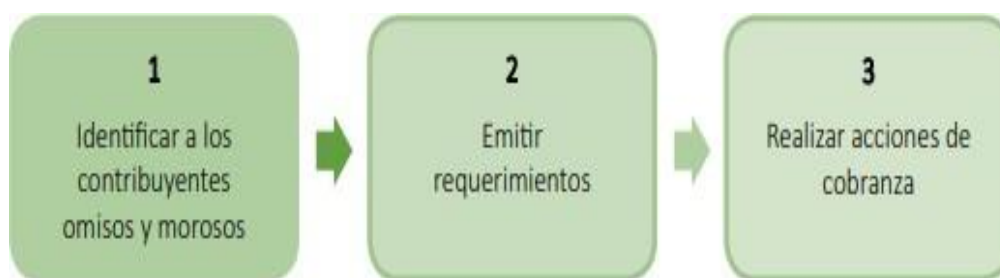 1
Identificar a los
contribuyentes
omisos y morosos
2
Emitir
requerimientos
3
Realizar acciones de
cobranza